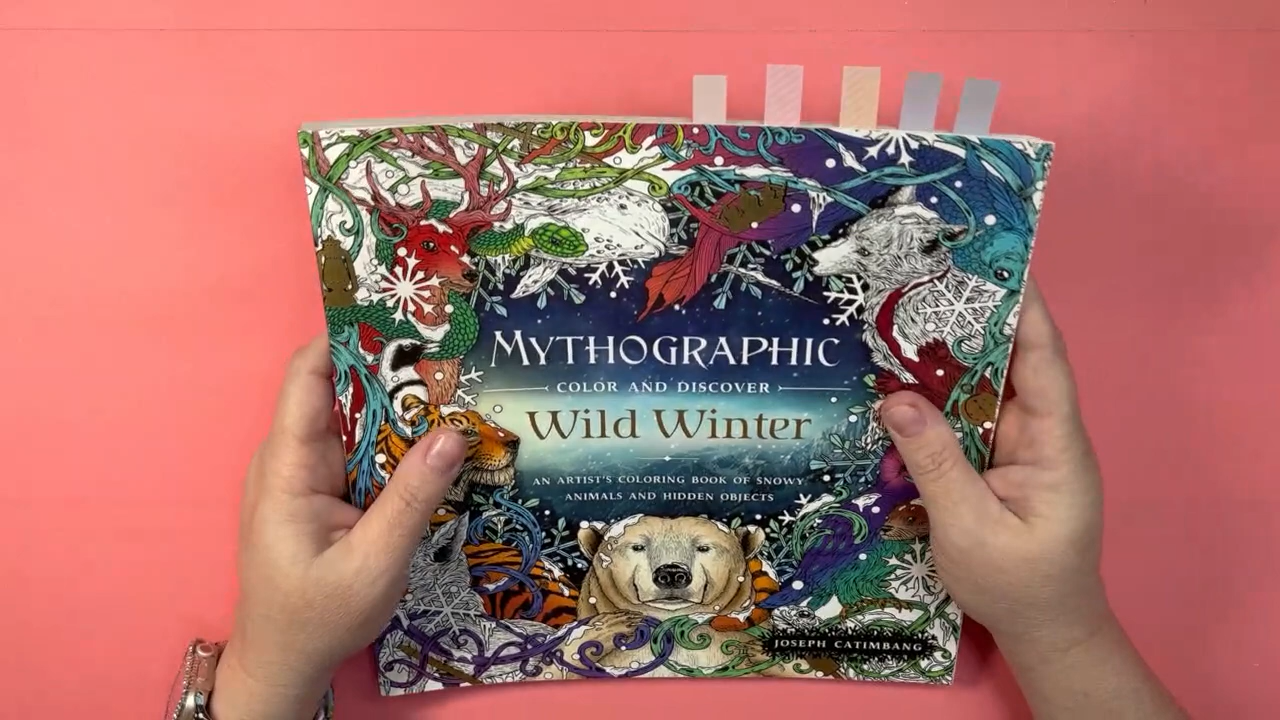 MYTHOGRAPHIC
COLOR AND DISCOVER
Wild Winter
AN ARTIST'S COLORING BOOK OF SNOWY
ANIMALS AND HIDDEN OBJECTS
JOSEPH CATIMBANG